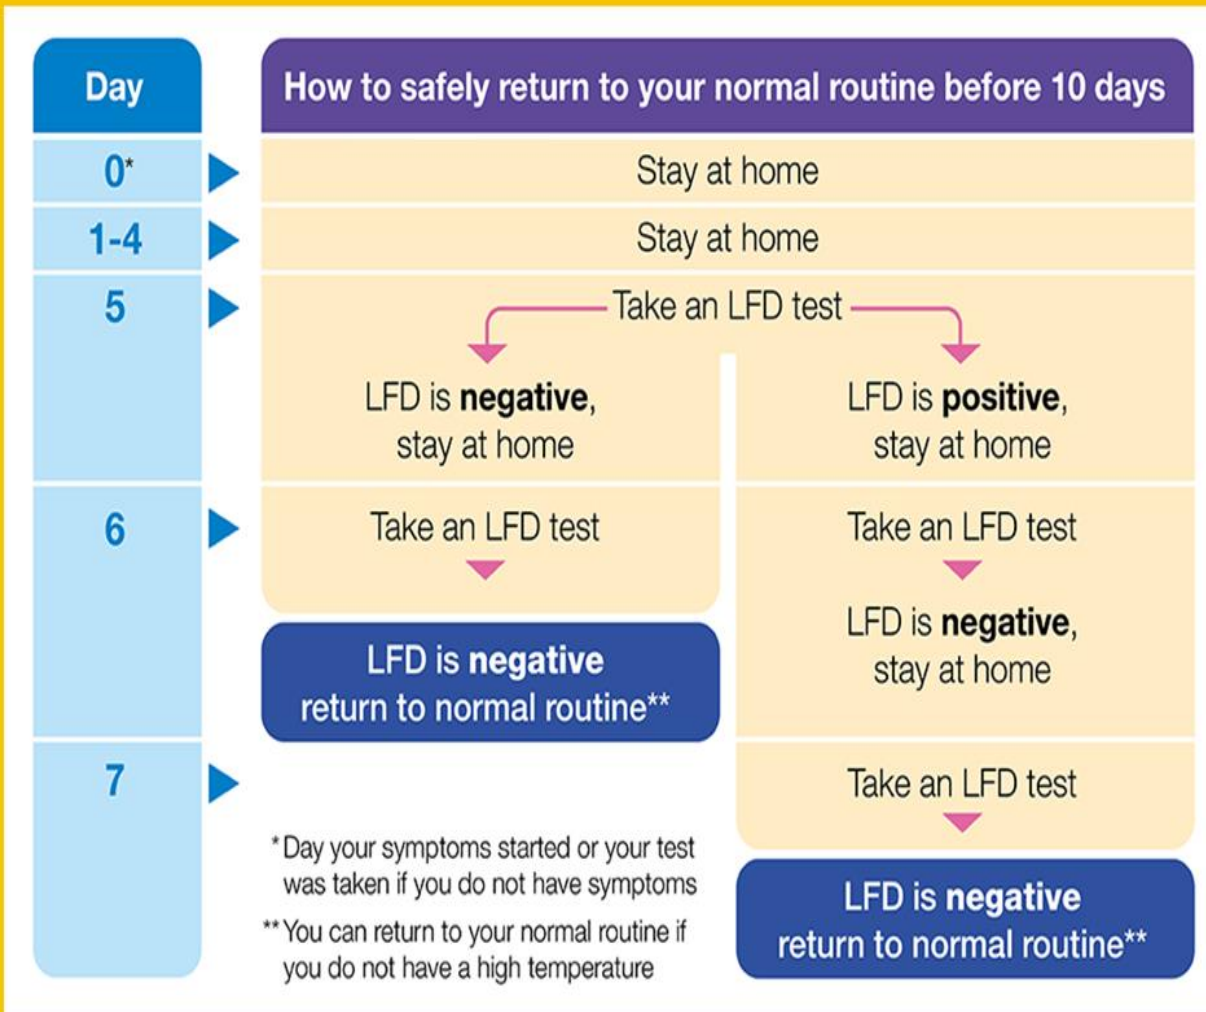 Day
How to safely return to your normal routine before 10 days
0*
Stay at home
1-4
Stay at home
5
Take an LFD test
LFD is negative,
stay at home
LFD is positive,
stay at home
6
Take an LFD test
LFD is negative
return to normal routine**
Take an LFD test
LFD is negative,
stay at home
7
Take an LFD test
LFD is negative
return to normal routine**
* Day your symptoms started or your test
was taken if you do not have symptoms
** You can return to your normal routine if
you do not have a high temperature